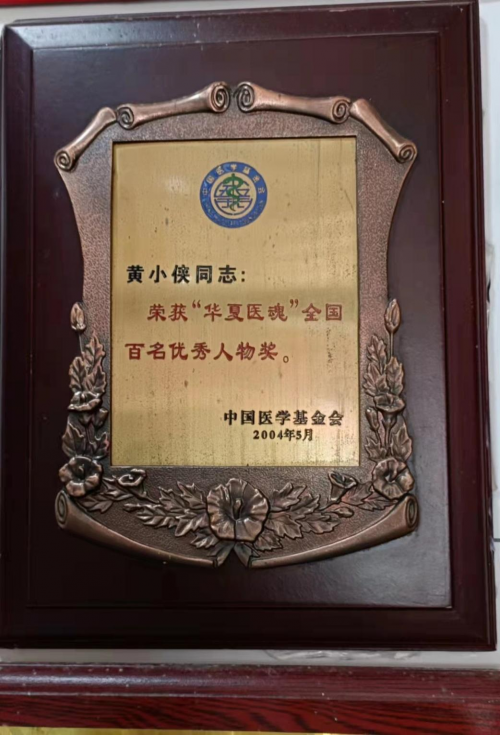 黄小侠同志：
荣获“华夏医魂”全国
百名优秀人物奖。
中国医学基金会
2004年5月